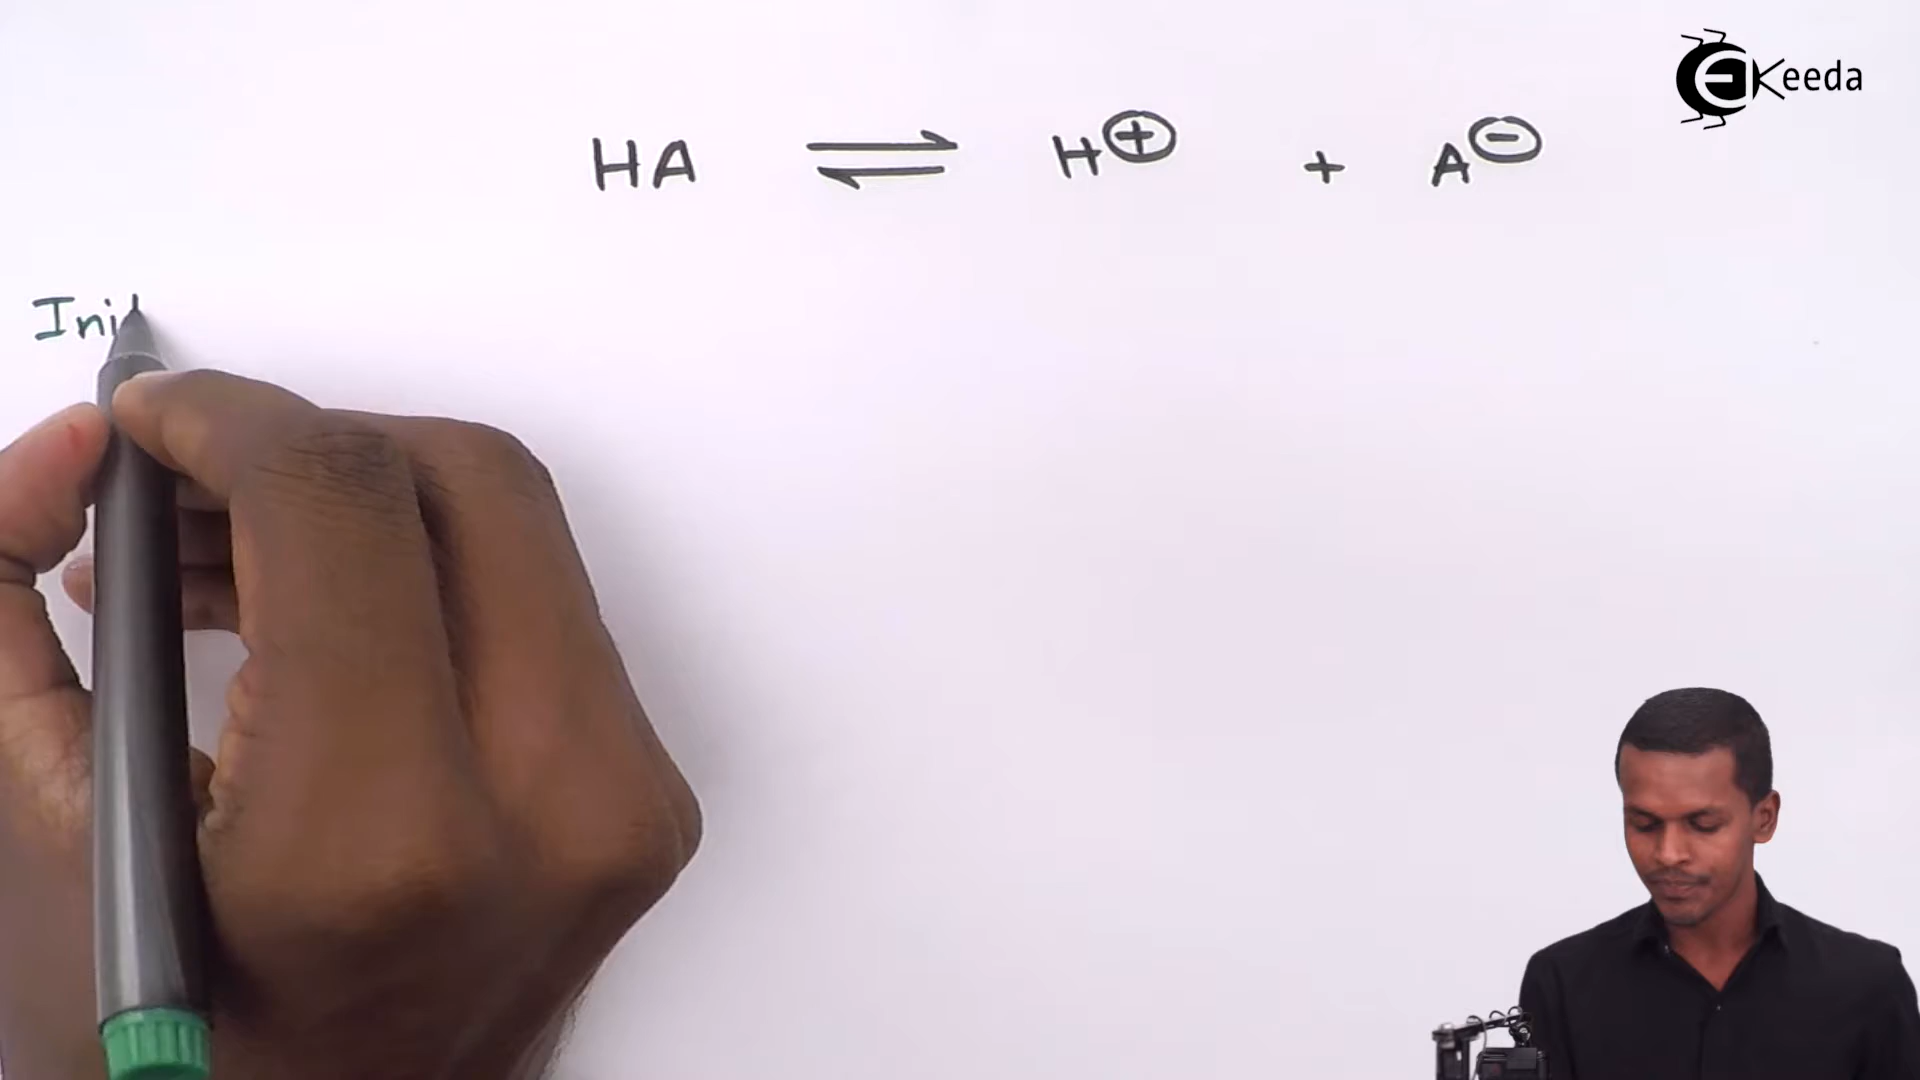 EKeeda
HA ⇌ H⊕ + A⊖
Ini